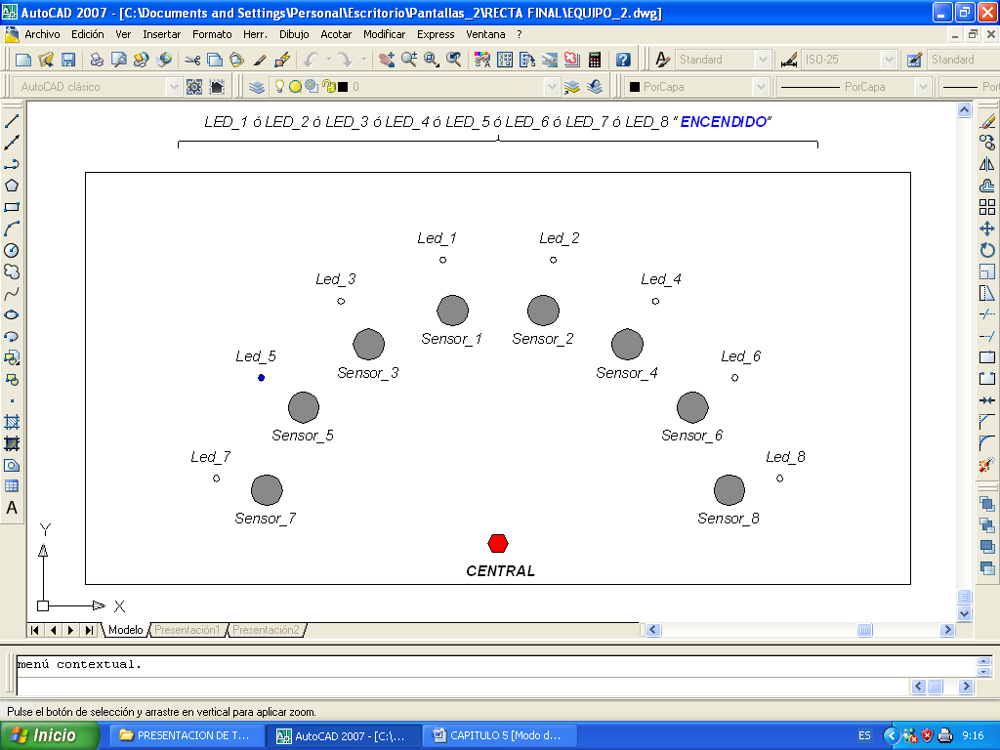 AutoCAD 2007 - [C:\Documents and Settings\Personal\Escritorio\Pantallas_2\RECTA FINAL\EQUIPO_2.dwg]
Archivo Edición Ver Insertar Formato Herr. Dibujo Acotar Modificar Express Ventana ?
Standard ISO-25 Standard
AutoCAD clásico 0 PorCapa PorCapa
LED_1 ó LED_2 ó LED_3 ó LED_4 ó LED_5 ó LED_6 ó LED_7 ó LED_8 "ENCENDIDO"
Led_1 Led_2
Led_3 Led_4
Sensor_1 Sensor_2
Led_5 Led_6
Sensor_3 Sensor_4
Sensor_5 Sensor_6
Led_7 Led_8
Sensor_7 Sensor_8
Y
CENTRAL
X
Modelo Presentación1 Presentación2
menú contextual.
Pulse el botón de selección y arrastre en vertical para aplicar zoom.
Inicio PRESENTACION DE T... AutoCAD 2007 - [C:\... CAPITULO 5 [Modo d... ES 9:16